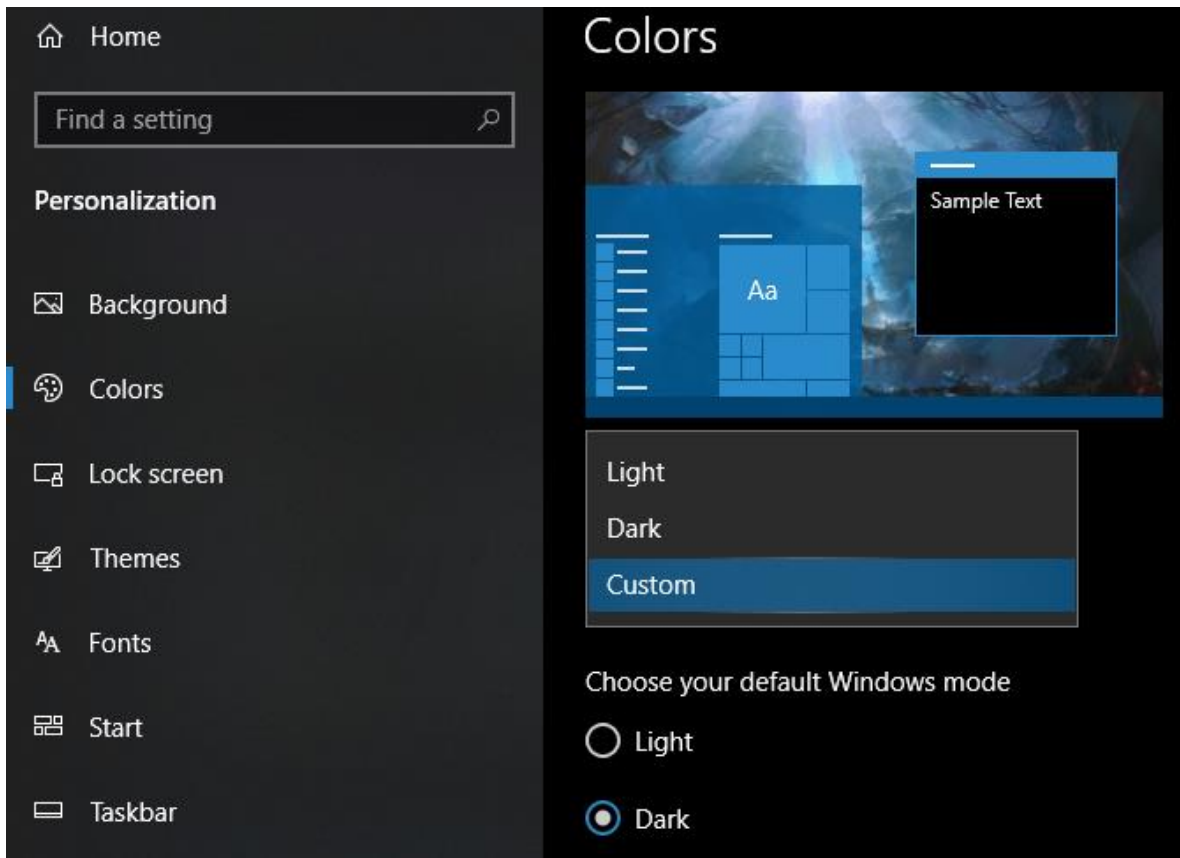 Home
Find a setting
Personalization
Background
Colors
Lock screen
Themes
Fonts
Start
Taskbar
Colors
Sample Text
Aa
Light
Dark
Custom
Choose your default Windows mode
Light
Dark